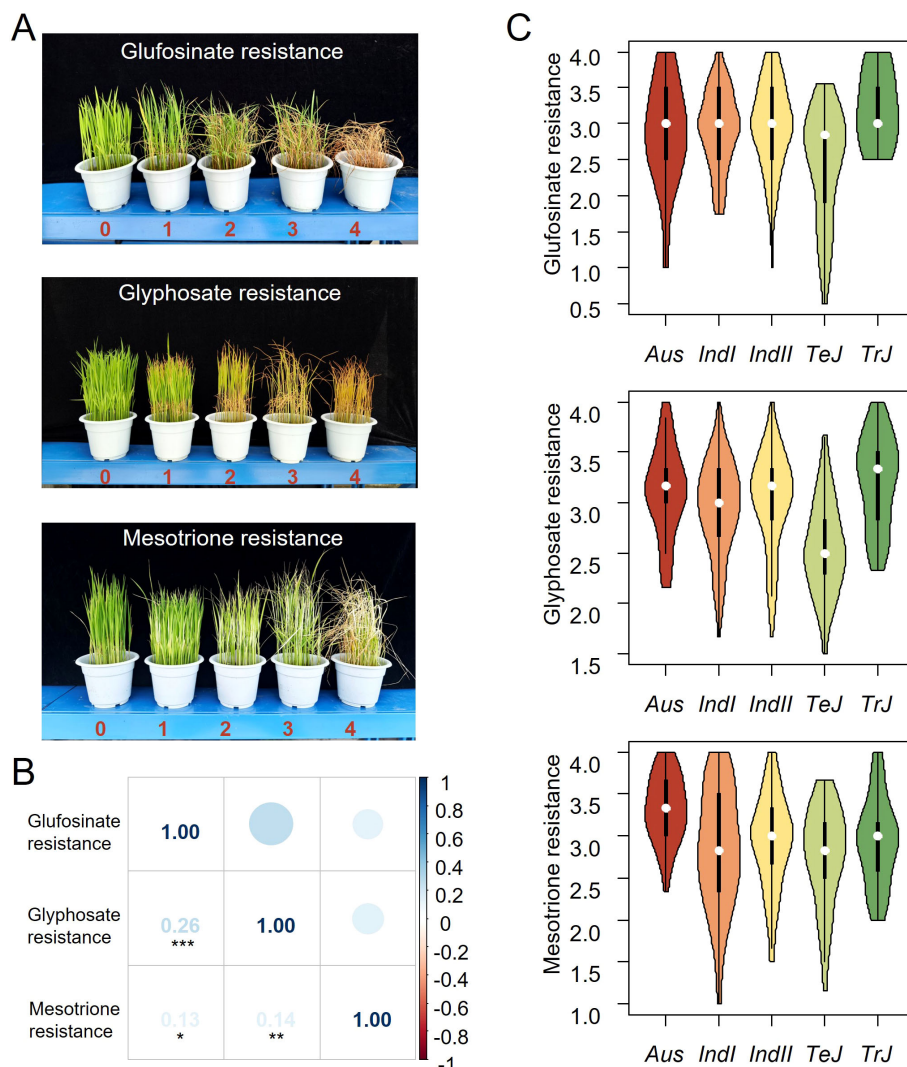 A
Glufosinate resistance
0 1 2 3 4
Glyphosate resistance
0 1 2 3 4
Mesotrione resistance
0 1 2 3 4
B
Glufosinate
resistance
1.00
Glyphosate
resistance
0.26
***
1.00
Mesotrione
resistance
0.13
*
0.14
**
1.00
1
0.8
0.6
0.4
0.2
0
-0.2
-0.4
-0.6
-0.8
-1
C
Glufosinate resistance
4.0
3.5
3.0
2.5
2.0
1.5
1.0
0.5
Aus IndI IndII TeJ TrJ
Glyphosate resistance
4.0
3.5
3.0
2.5
2.0
1.5
Aus IndI IndII TeJ TrJ
Mesotrione resistance
4.0
3.5
3.0
2.5
2.0
1.5
1.0
Aus IndI IndII TeJ TrJ